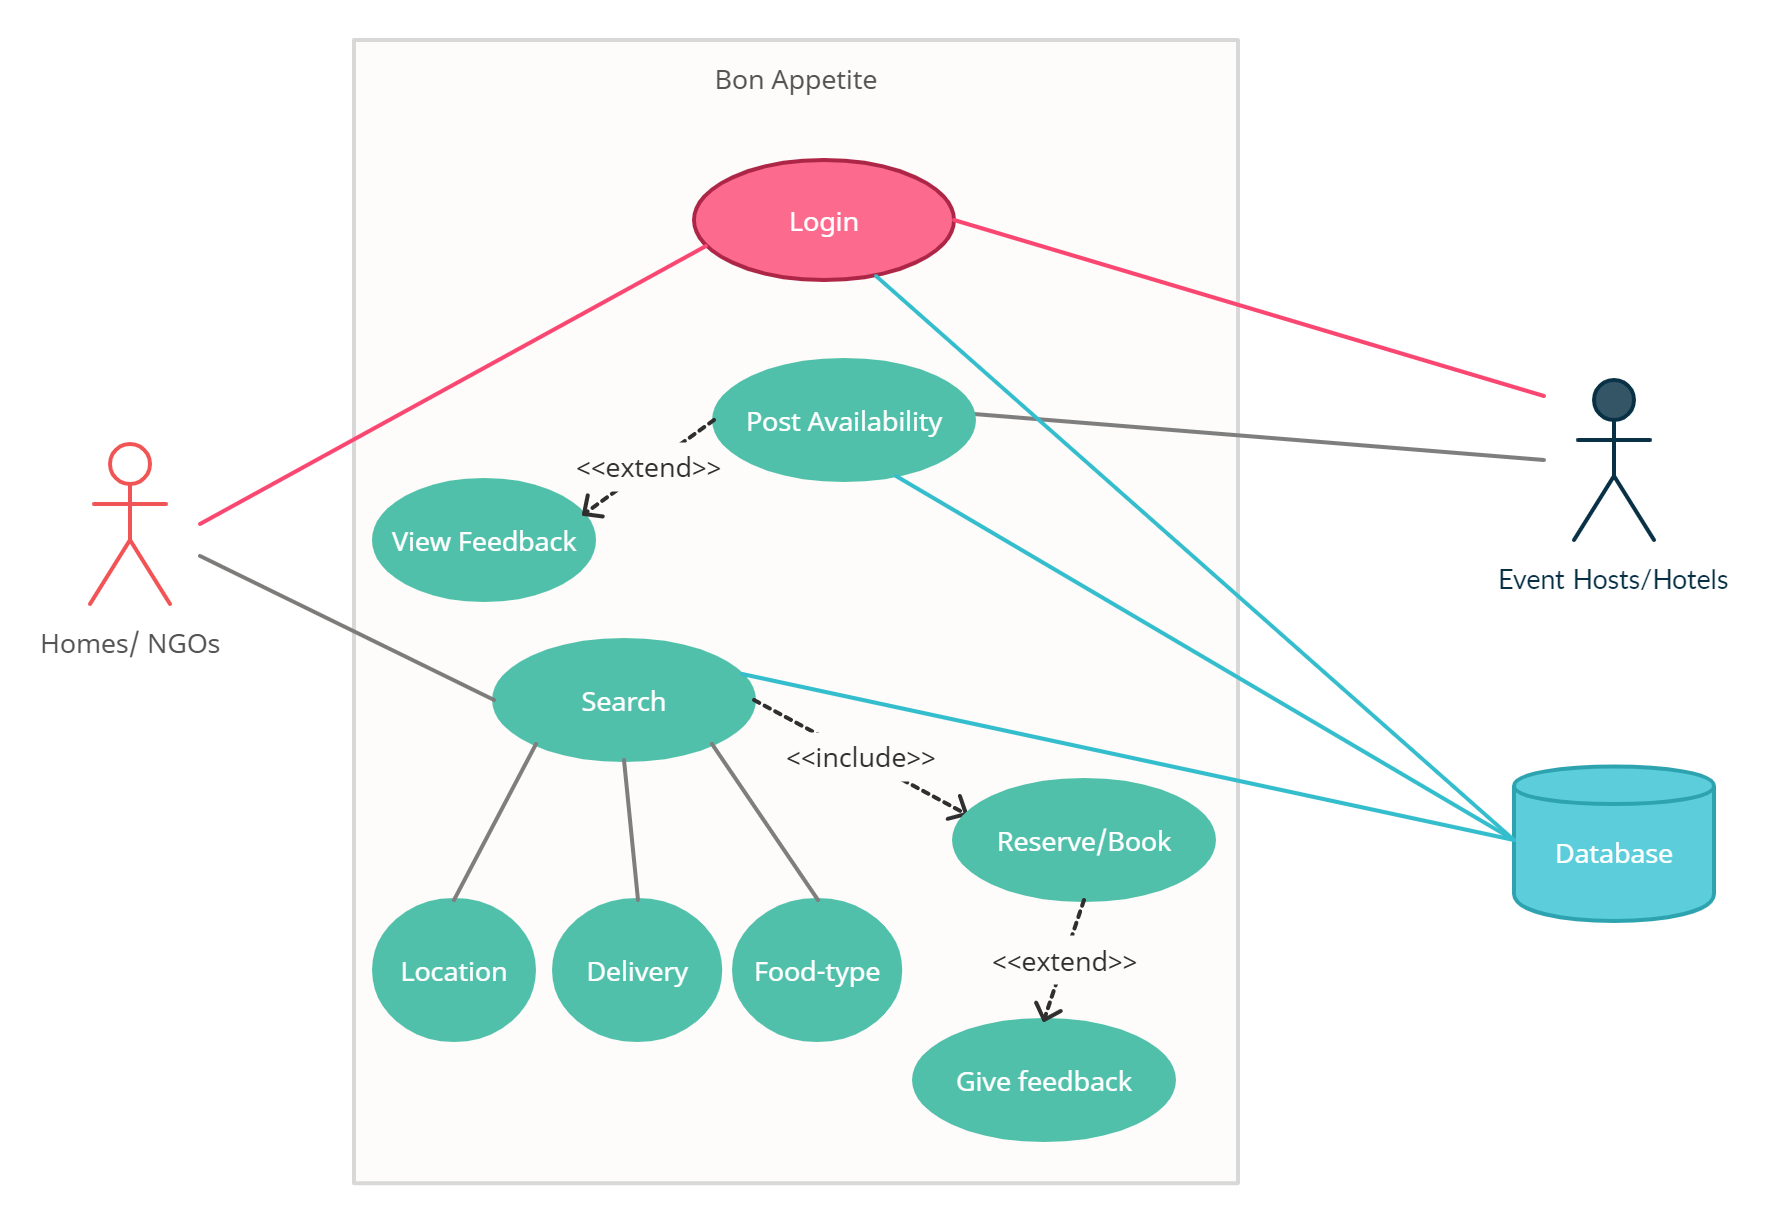 Bon Appetite
Login
Post Availability
<<extend>>
View Feedback
Event Hosts/Hotels
Homes/ NGOs
Search
<<include>>
Reserve/Book
Database
Location
Delivery
Food-type
<<extend>>
Give feedback